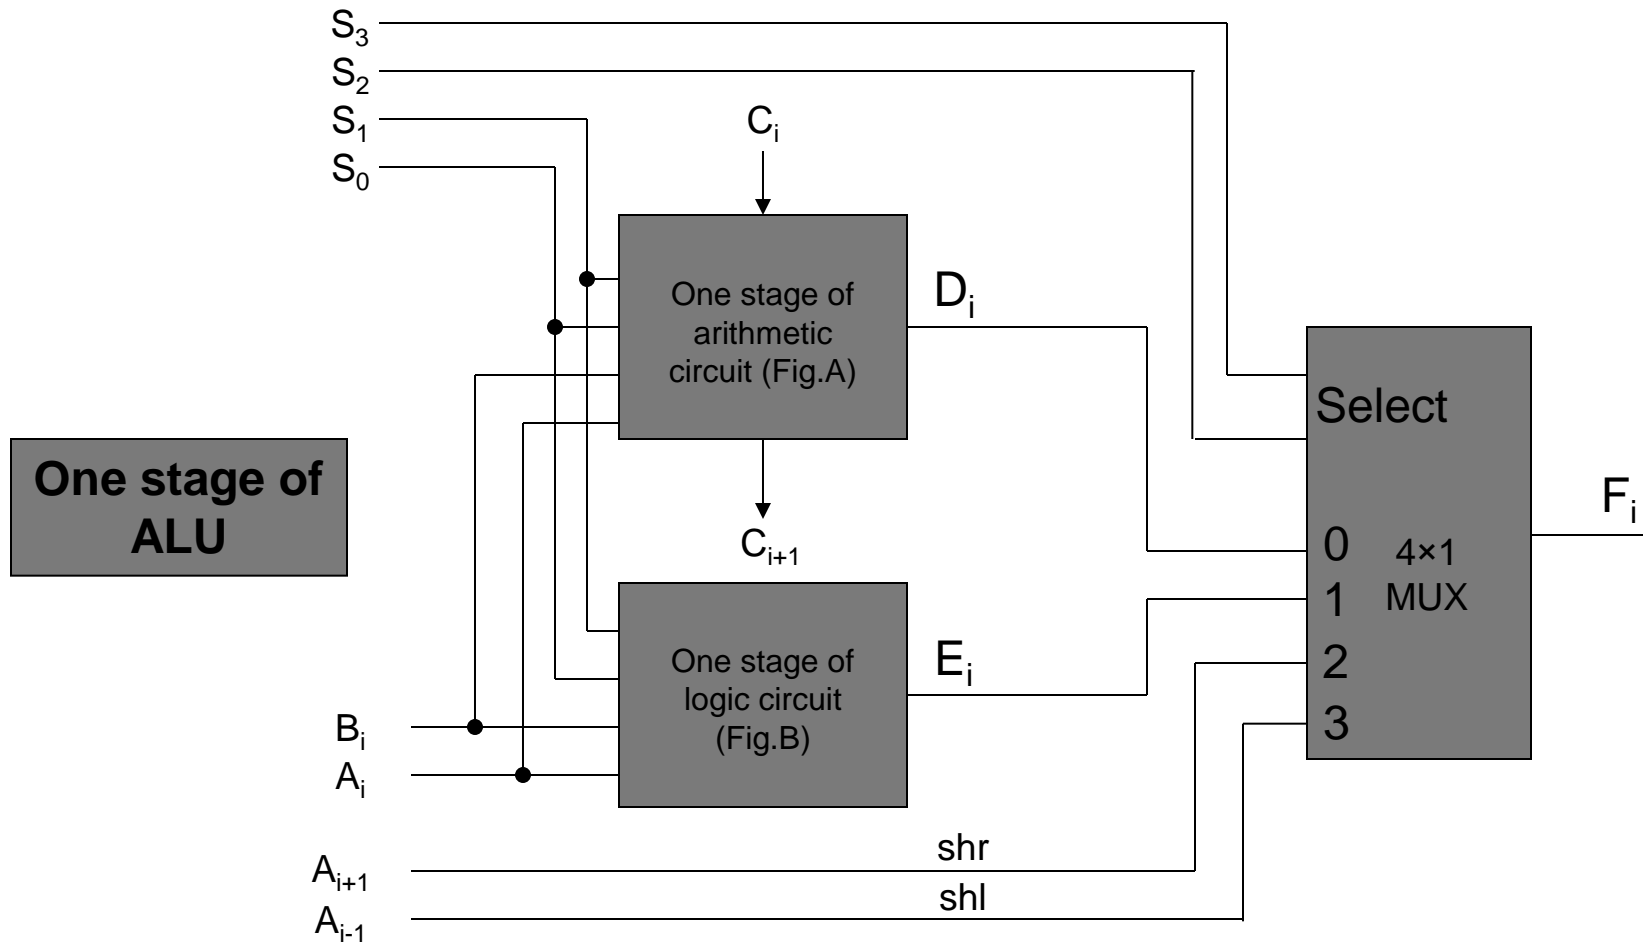 S3
S2
S1
S0
Ci
One stage of
arithmetic
circuit (Fig.A)
Di
Select
One stage of
ALU
Ci+1
0
1
2
3
4×1
MUX
Fi
One stage of
logic circuit
(Fig.B)
Ei
Bi
Ai
Ai+1
shr
Ai-1
shl